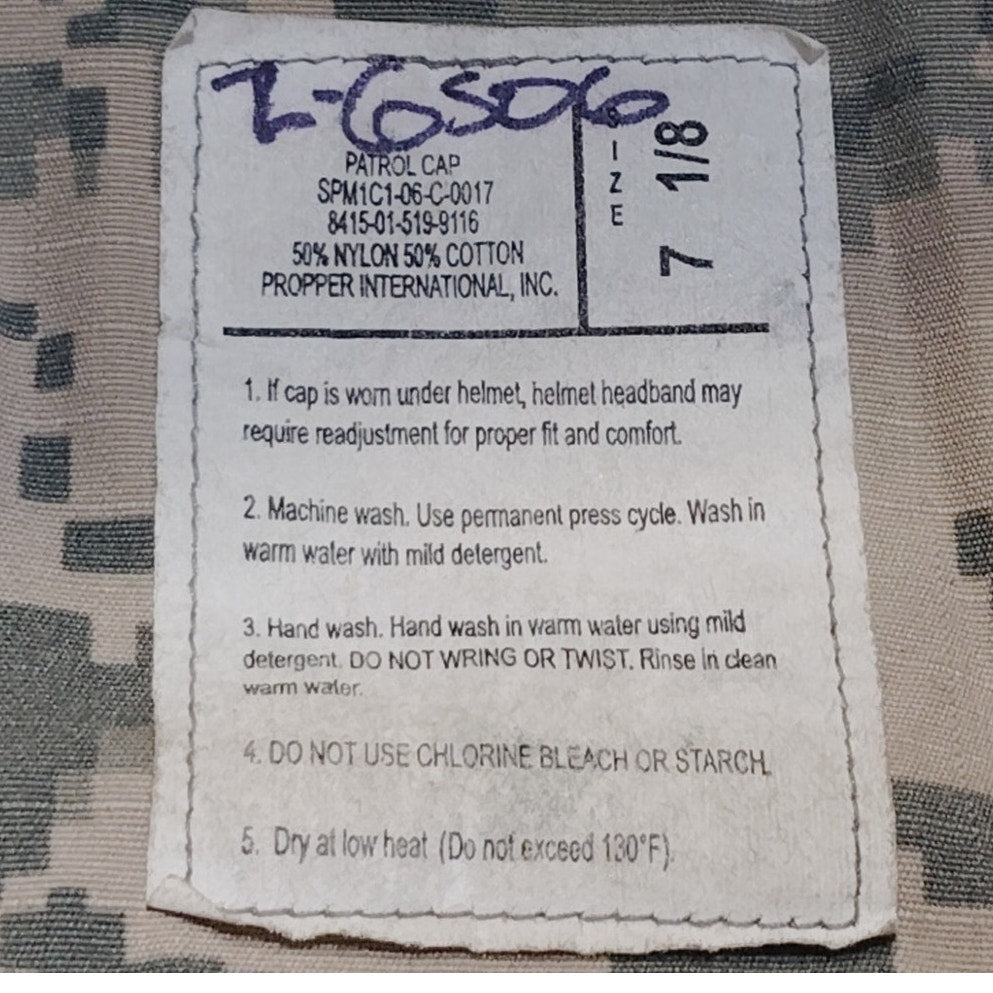 Z-6506
PATROL CAP
SPM1C1-06-C-0017
8415-01-519-9116
50% NYLON 50% COTTON
PROPPER INTERNATIONAL, INC.
SIZE
7 1/8
1. If cap is worn under helmet, helmet headband may
require readjustment for proper fit and comfort.
2. Machine wash. Use permanent press cycle. Wash in
warm water with mild detergent.
3. Hand wash. Hand wash in warm water using mild
detergent. DO NOT WRING OR TWIST. Rinse in clean
warm water.
4. DO NOT USE CHLORINE BLEACH OR STARCH.
5. Dry at low heat (Do not exceed 130°F).